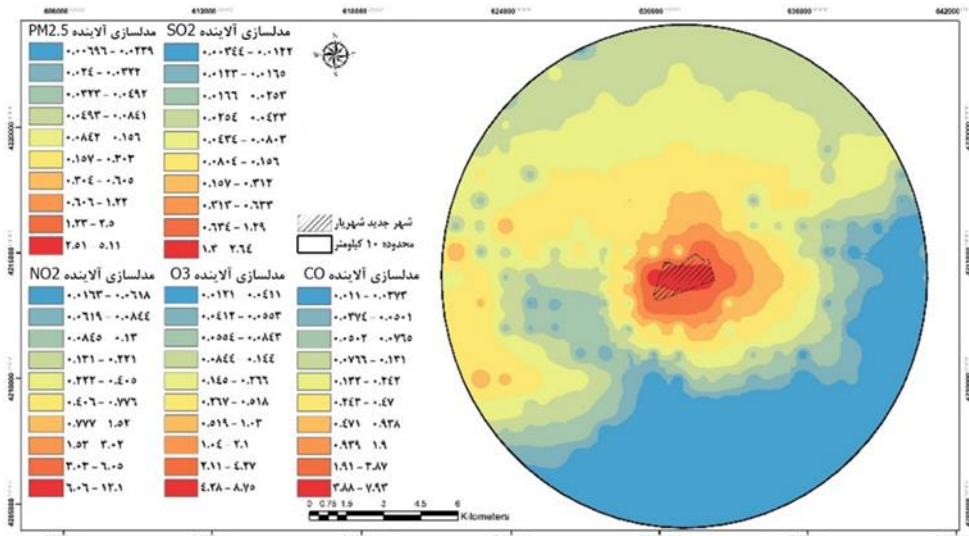 606000 612000 618000 624000 630000 636000 642000
مدلسازی آلاینده PM2.5
۰.۰۰۶۹۶ - ۰.۰۲۳۹
۰.۰۲۴ - ۰.۰۳۲۲
۰.۰۳۲۳ - ۰.۰۴۹۲
۰.۰۴۹۳ - ۰.۰۸۴۱
۰.۰۸۴۲ ۰.۱۵۶
۰.۱۵۷ - ۰.۳۰۳
۰.۳۰۴ - ۰.۶۰۵
۰.۶۰۶ - ۱.۲۲
۱.۲۳ - ۲.۵
۲.۵۱ - ۵.۱۱
مدلسازی آلاینده SO2
۰.۰۰۳۴۴ - ۰.۰۱۲۲
۰.۰۱۲۳ - ۰.۰۱۶۵
۰.۰۱۶۶ ۰.۰۲۵۳
۰.۰۲۵۴ ۰.۰۴۳۳
۰.۰۴۳۴ - ۰.۰۸۰۳
۰.۰۸۰۴ - ۰.۱۵۶
۰.۱۵۷ - ۰.۳۱۲
۰.۳۱۳ - ۰.۶۳۳
۰.۶۳۴ - ۱.۲۹
۱.۳ ۲.۶۴
شهر جدید شهریار
محدوده ۱۰ کیلومتر
مدلسازی آلاینده NO2
۰.۰۱۶۳ - ۰.۰۶۱۸
۰.۰۶۱۹ - ۰.۰۸۴۴
۰.۰۸۴۵ ۰.۱۳
۰.۱۳۱ - ۰.۲۲۱
۰.۲۲۲ - ۰.۴۰۵
۰.۴۰۶ - ۰.۷۷۶
۰.۷۷۷ ۱.۵۲
۱.۵۳ ۳.۰۲
۳.۰۳ - ۶.۰۵
۶.۰۶ - ۱۲.۱
مدلسازی آلاینده O3
۰.۰۱۲۱ ۰.۰۴۱۱
۰.۰۴۱۲ - ۰.۰۵۵۳
۰.۰۵۵۴ - ۰.۰۸۴۳
۰.۰۸۴۴ - ۰.۱۴۴
۰.۱۴۵ - ۰.۲۶۶
۰.۲۶۷ - ۰.۵۱۸
۰.۵۱۹ - ۱.۰۳
۱.۰۴ - ۲.۱
۲.۱۱ - ۴.۲۷
۴.۲۸ - ۸.۷۵
مدلسازی آلاینده CO
۰.۰۱۱ - ۰.۰۳۷۳
۰.۰۳۷۴ - ۰.۰۵۰۱
۰.۰۵۰۲ ۰.۰۷۶۵
۰.۰۷۶۶ - ۰.۱۳۱
۰.۱۳۲ - ۰.۲۴۲
۰.۲۴۳ - ۰.۴۷
۰.۴۷۱ ۰.۹۳۸
۰.۹۳۹ ۱.۹
۱.۹۱ - ۳.۸۷
۳.۸۸ - ۷.۹۳
0 0.75 1.5 3 4.5 6
Kilometers